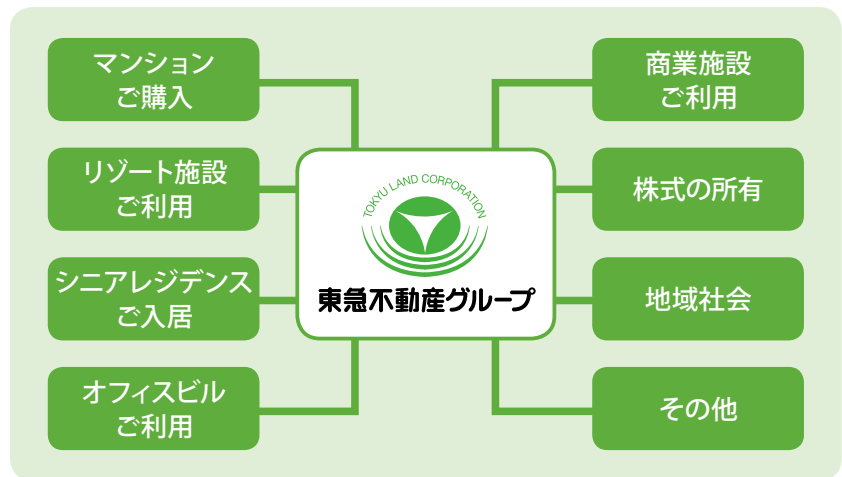 マンション
ご購入
リゾート施設
ご利用
シニアレジデンス
ご入居
オフィスビル
ご利用
TOKYU LAND CORPORATION
東急不動産グループ
商業施設
ご利用
株式の所有
地域社会
その他